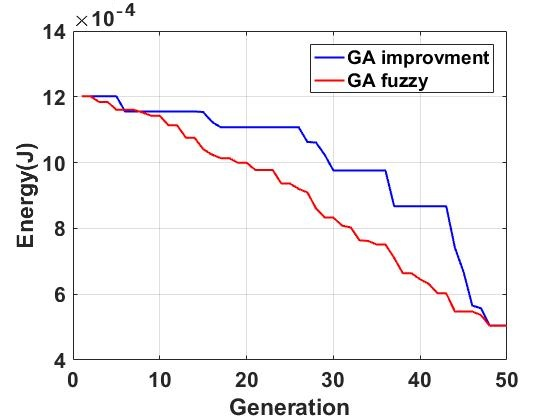 ×10⁻⁴
14
12
10
8
6
4
Energy(J)
GA improvment
GA fuzzy
0 10 20 30 40 50
Generation